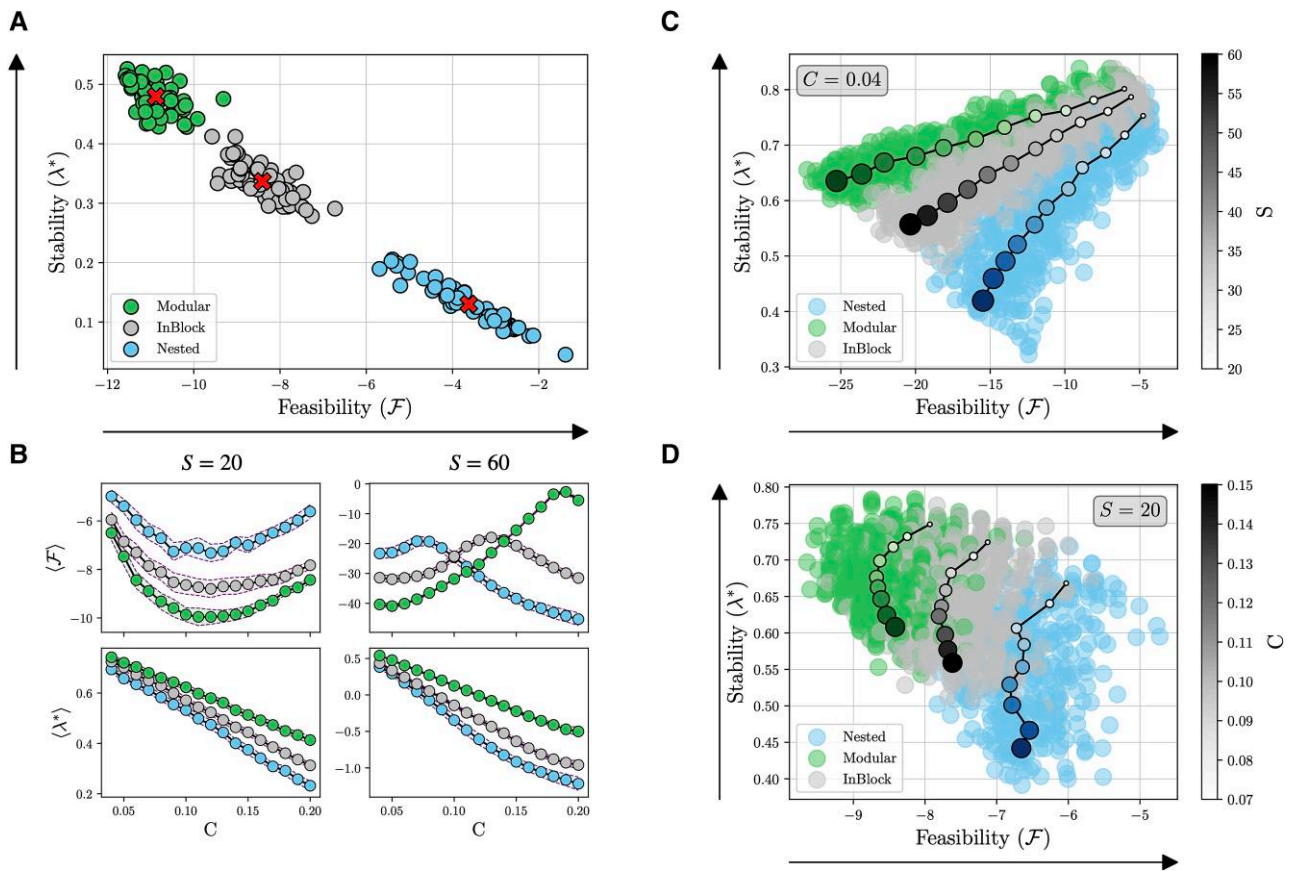 A
Stability (λ*)
0.5
0.4
0.3
0.2
0.1
Modular
InBlock
Nested
−12
−10
−8
−6
−4
−2
Feasibility (ℱ)
B
S = 20
S = 60
⟨ℱ⟩
−6
−8
−10
0
−10
−20
−30
−40
⟨λ*⟩
0.6
0.4
0.2
0.5
0.0
−0.5
−1.0
0.05
0.10
0.15
0.20
C
0.05
0.10
0.15
0.20
C
C
C = 0.04
Stability (λ*)
0.8
0.7
0.6
0.5
0.4
0.3
Nested
Modular
InBlock
−25
−20
−15
−10
−5
Feasibility (ℱ)
60
55
50
45
40
35
30
25
20
S
D
S = 20
Stability (λ*)
0.80
0.75
0.70
0.65
0.60
0.55
0.50
0.45
0.40
Nested
Modular
InBlock
−9
−8
−7
−6
−5
Feasibility (ℱ)
0.15
0.14
0.13
0.12
0.11
0.10
0.09
0.08
0.07
C